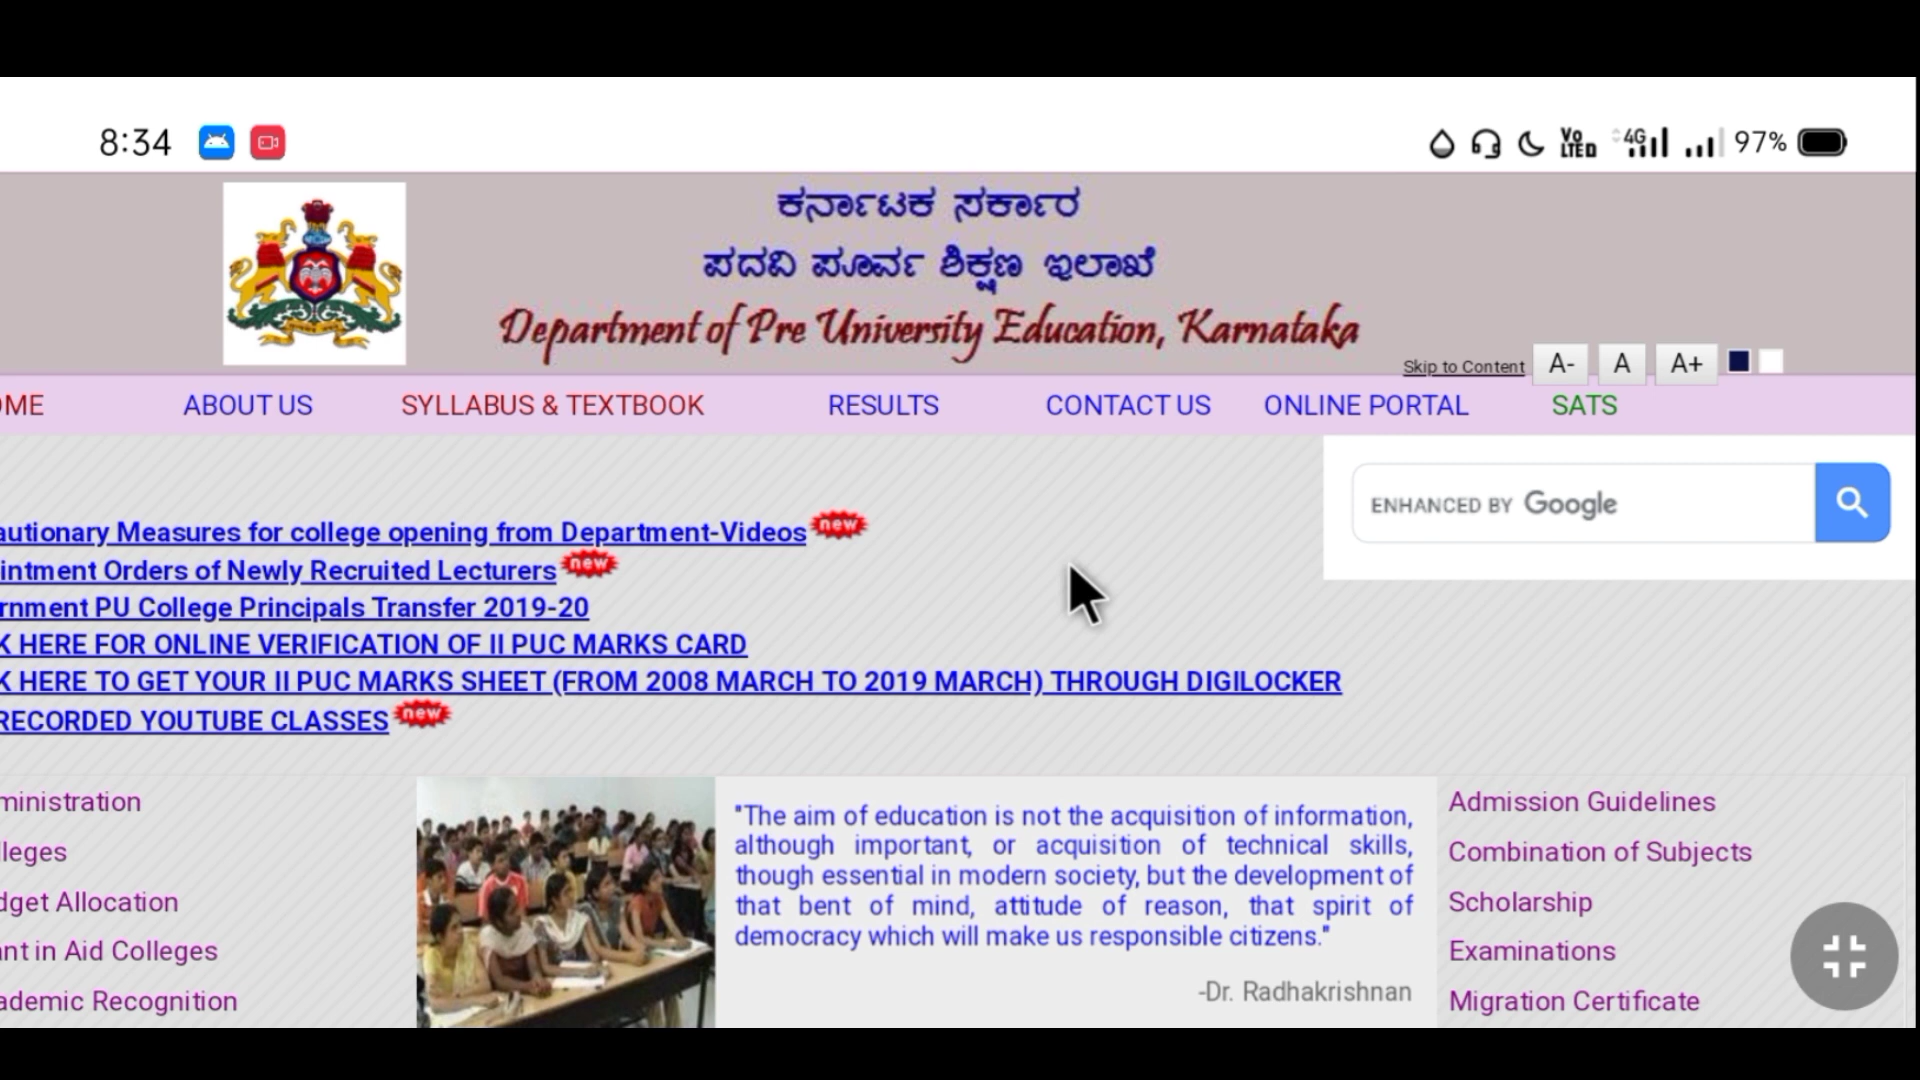 8:34
Vo LTE D 4G 97%
ಕರ್ನಾಟಕ ಸರ್ಕಾರ
ಪದವಿ ಪೂರ್ವ ಶಿಕ್ಷಣ ಇಲಾಖೆ
Department of Pre University Education, Karnataka
Skip to Content A- A A+
OME ABOUT US SYLLABUS & TEXTBOOK RESULTS CONTACT US ONLINE PORTAL SATS
ENHANCED BY Google
autionary Measures for college opening from Department-Videos new
intment Orders of Newly Recruited Lecturers new
rnment PU College Principals Transfer 2019-20
K HERE FOR ONLINE VERIFICATION OF II PUC MARKS CARD
K HERE TO GET YOUR II PUC MARKS SHEET (FROM 2008 MARCH TO 2019 MARCH) THROUGH DIGILOCKER
RECORDED YOUTUBE CLASSES new
ministration
lleges
dget Allocation
ant in Aid Colleges
ademic Recognition
"The aim of education is not the acquisition of information,
although important, or acquisition of technical skills,
though essential in modern society, but the development of
that bent of mind, attitude of reason, that spirit of
democracy which will make us responsible citizens."
-Dr. Radhakrishnan
Admission Guidelines
Combination of Subjects
Scholarship
Examinations
Migration Certificate